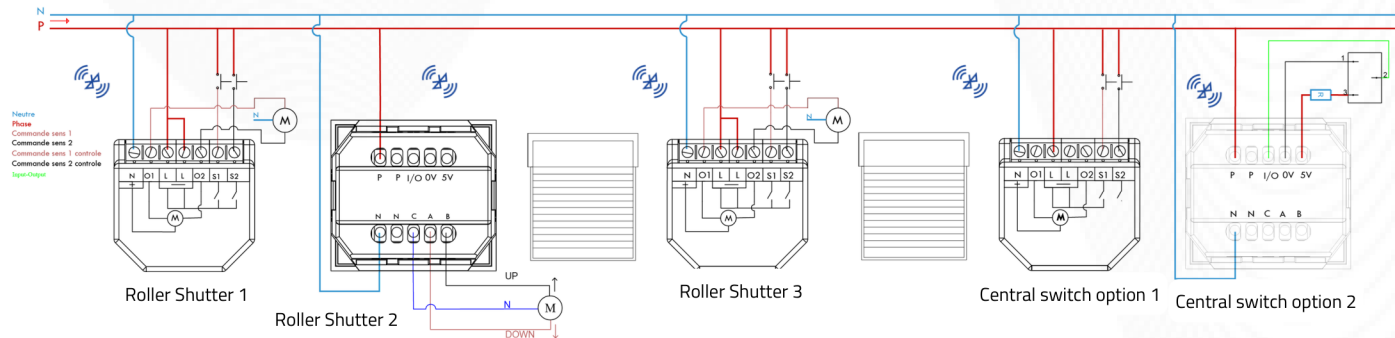 N
P
Neutre
Phase
Commande sens 1
Commande sens 2
Commande sens 1 controle
Commande sens 2 controle
N
M
N O1 L L O2 S1 S2
M
Roller Shutter 1
P P I/O 0V 5V
N N C A B
UP
N
M
DOWN
Roller Shutter 2
N
M
N O1 L L O2 S1 S2
M
Roller Shutter 3
N O1 L L O2 S1 S2
M
Central switch option 1
1
2
3
R
P P I/O 0V 5V
N N C A B
Central switch option 2